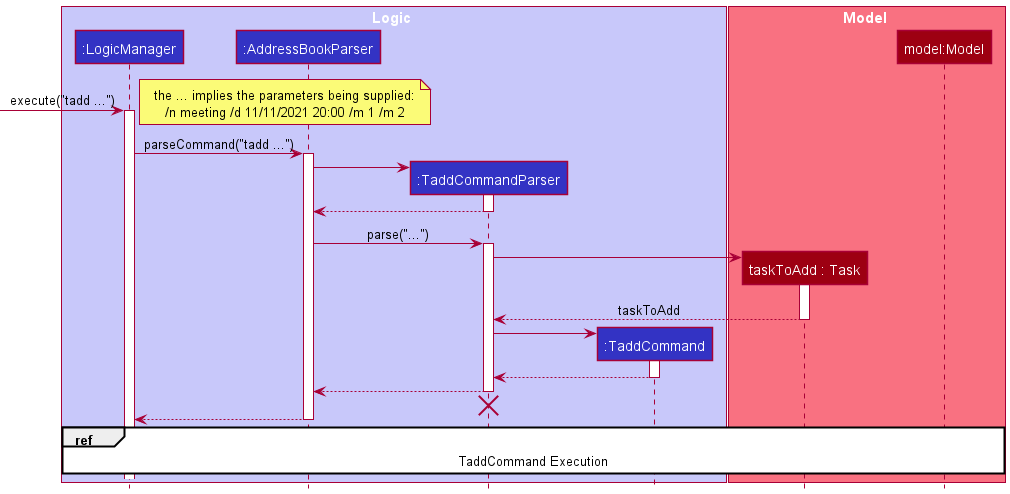 Logic
Model
:LogicManager
:AddressBookParser
model:Model
the ... implies the parameters being supplied:
/n meeting /d 11/11/2021 20:00 /m 1 /m 2
execute("tadd ...")
parseCommand("tadd ...")
:TaddCommandParser
parse("...")
taskToAdd : Task
taskToAdd
:TaddCommand
ref
TaddCommand Execution